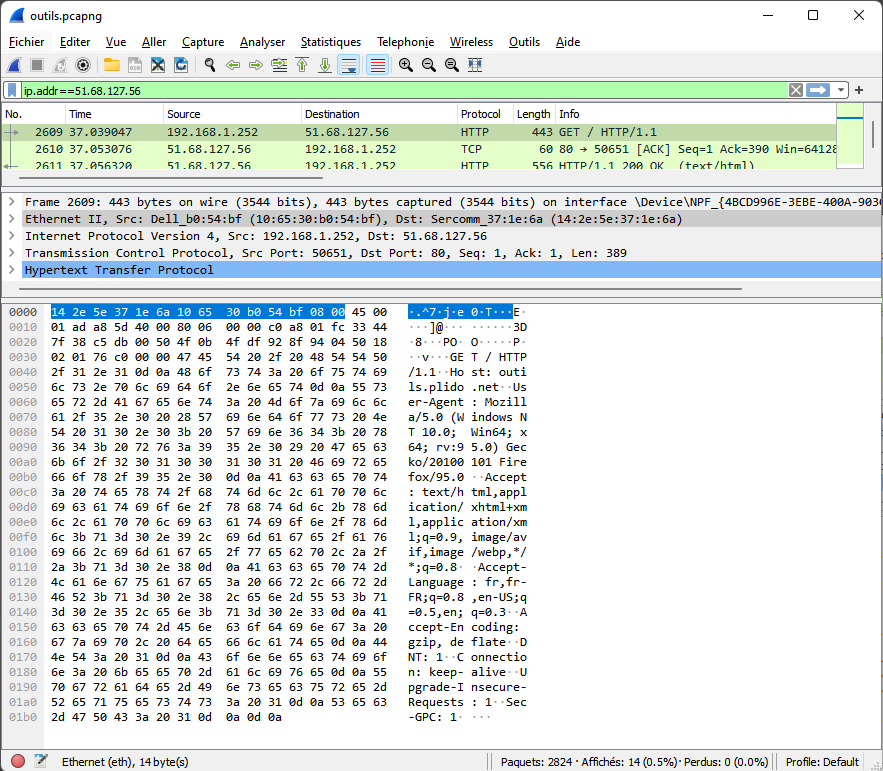 outils.pcapng
Fichier Editer Vue Aller Capture Analyser Statistiques Telephonie Wireless Outils Aide
ip.addr==51.68.127.56
No. Time Source Destination Protocol Length Info
2609 37.039047 192.168.1.252 51.68.127.56 HTTP 443 GET / HTTP/1.1
2610 37.053076 51.68.127.56 192.168.1.252 TCP 60 80 → 50651 [ACK] Seq=1 Ack=390 Win=64128
2611 37.056320 51.68.127.56 192.168.1.252 HTTP 556 HTTP/1.1 200 OK (text/html)
Frame 2609: 443 bytes on wire (3544 bits), 443 bytes captured (3544 bits) on interface \Device\NPF_{4BCD996E-3EBE-400A-9036
Ethernet II, Src: Dell_b0:54:bf (10:65:30:b0:54:bf), Dst: Sercomm_37:1e:6a (14:2e:5e:37:1e:6a)
Internet Protocol Version 4, Src: 192.168.1.252, Dst: 51.68.127.56
Transmission Control Protocol, Src Port: 50651, Dst Port: 80, Seq: 1, Ack: 1, Len: 389
Hypertext Transfer Protocol
0000 14 2e 5e 37 1e 6a 10 65 30 b0 54 bf 08 00 45 00 ·.^7·j·e 0·T···E·
0010 01 ad a8 5d 40 00 80 06 00 00 c0 a8 01 fc 33 44 ···]@··· ······3D
0020 7f 38 c5 db 00 50 4f 0b 4f df 92 8f 94 04 50 18 ·8···PO· O·····P·
0030 02 01 76 c0 00 00 47 45 54 20 2f 20 48 54 54 50 ··v···GE T / HTTP
0040 2f 31 2e 31 0d 0a 48 6f 73 74 3a 20 6f 75 74 69 /1.1··Ho st: outi
0050 6c 73 2e 70 6c 69 64 6f 2e 6e 65 74 0d 0a 55 73 ls.plido .net··Us
0060 65 72 2d 41 67 65 6e 74 3a 20 4d 6f 7a 69 6c 6c er-Agent : Mozill
0070 61 2f 35 2e 30 20 28 57 69 6e 64 6f 77 73 20 4e a/5.0 (W indows N
0080 54 20 31 30 2e 30 3b 20 57 69 6e 36 34 3b 20 78 T 10.0;  Win64; x
0090 36 34 3b 20 72 76 3a 39 35 2e 30 29 20 47 65 63 64; rv:9 5.0) Gec
00a0 6b 6f 2f 32 30 31 30 30 31 30 31 20 46 69 72 65 ko/20100 101 Fire
00b0 66 6f 78 2f 39 35 2e 30 0d 0a 41 63 63 65 70 74 fox/95.0 ··Accept
00c0 3a 20 74 65 78 74 2f 68 74 6d 6c 2c 61 70 70 6c : text/h tml,appl
00d0 69 63 61 74 69 6f 6e 2f 78 68 74 6d 6c 2b 78 6d ication/ xhtml+xm
00e0 6c 2c 61 70 70 6c 69 63 61 74 69 6f 6e 2f 78 6d l,applic ation/xm
00f0 6c 3b 71 3d 30 2e 39 2c 69 6d 61 67 65 2f 61 76 l;q=0.9, image/av
0100 69 66 2c 69 6d 61 67 65 2f 77 65 62 70 2c 2a 2f if,image /webp,*/
0110 2a 3b 71 3d 30 2e 38 0d 0a 41 63 63 65 70 74 2d *;q=0.8· ·Accept-
0120 4c 61 6e 67 75 61 67 65 3a 20 66 72 2c 66 72 2d Language : fr,fr-
0130 46 52 3b 71 3d 30 2e 38 2c 65 6e 2d 55 53 3b 71 FR;q=0.8 ,en-US;q
0140 3d 30 2e 35 2c 65 6e 3b 71 3d 30 2e 33 0d 0a 41 =0.5,en; q=0.3··A
0150 63 63 65 70 74 2d 45 6e 63 6f 64 69 6e 67 3a 20 ccept-En coding:
0160 67 7a 69 70 2c 20 64 65 66 6c 61 74 65 0d 0a 44 gzip, de flate··D
0170 4e 54 3a 20 31 0d 0a 43 6f 6e 6e 65 63 74 69 6f NT: 1··C onnectio
0180 6e 3a 20 6b 65 65 70 2d 61 6c 69 76 65 0d 0a 55 n: keep- alive··U
0190 70 67 72 61 64 65 2d 49 6e 73 65 63 75 72 65 2d pgrade-I nsecure-
01a0 52 65 71 75 65 73 74 73 3a 20 31 0d 0a 53 65 63 Requests : 1··Sec
01b0 2d 47 50 43 3a 20 31 0d 0a 0d 0a -GPC: 1· ···
Ethernet (eth), 14 byte(s) Paquets: 2824 · Affichés: 14 (0.5%) · Perdus: 0 (0.0%) Profile: Default